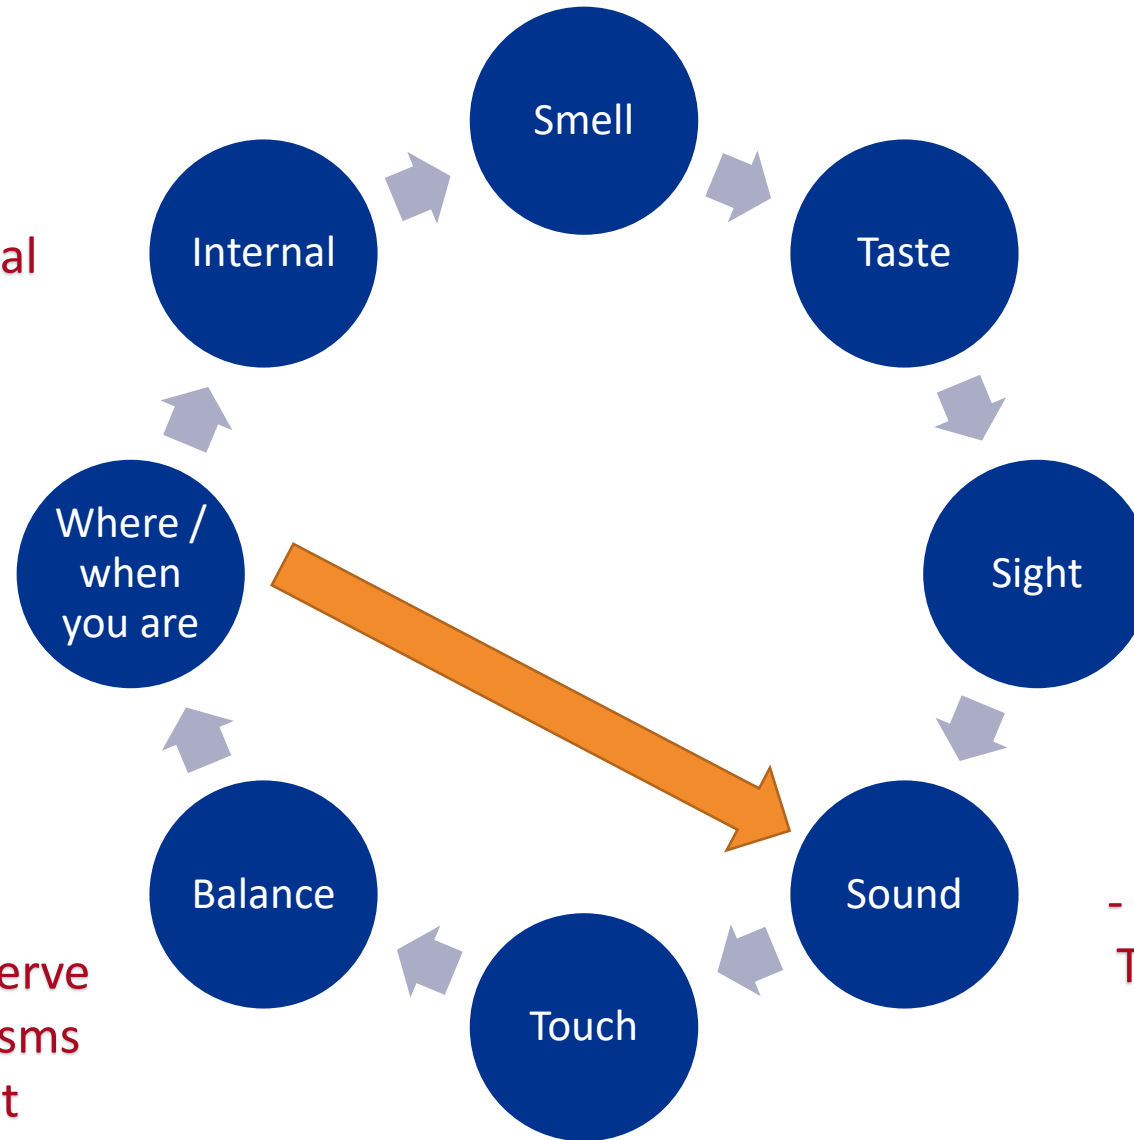 Smell
Internal
Taste
al
Where /
when
you are
Sight
Balance
Sound
-
erve
T
Touch
sms
t